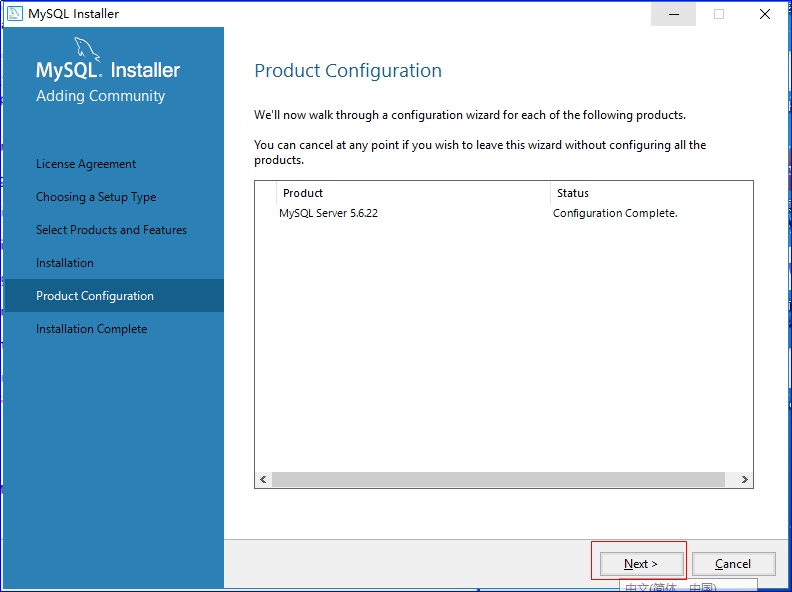 MySQL Installer
MySQL. Installer
Adding Community
License Agreement
Choosing a Setup Type
Select Products and Features
Installation
Product Configuration
Installation Complete
Product Configuration
We'll now walk through a configuration wizard for each of the following products.
You can cancel at any point if you wish to leave this wizard without configuring all the
products.
Product Status
MySQL Server 5.6.22 Configuration Complete.
Next > Cancel
中文(简体，中国)